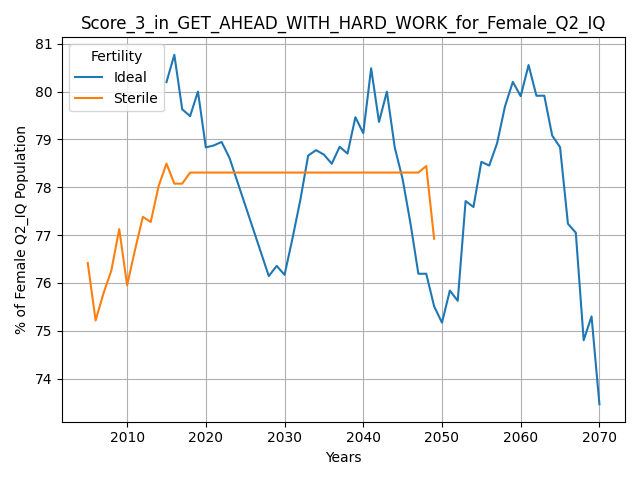 Score_3_in_GET_AHEAD_WITH_HARD_WORK_for_Female_Q2_IQ
Fertility
Ideal
Sterile
% of Female Q2_IQ Population
81
80
79
78
77
76
75
74
2010 2020 2030 2040 2050 2060 2070
Years